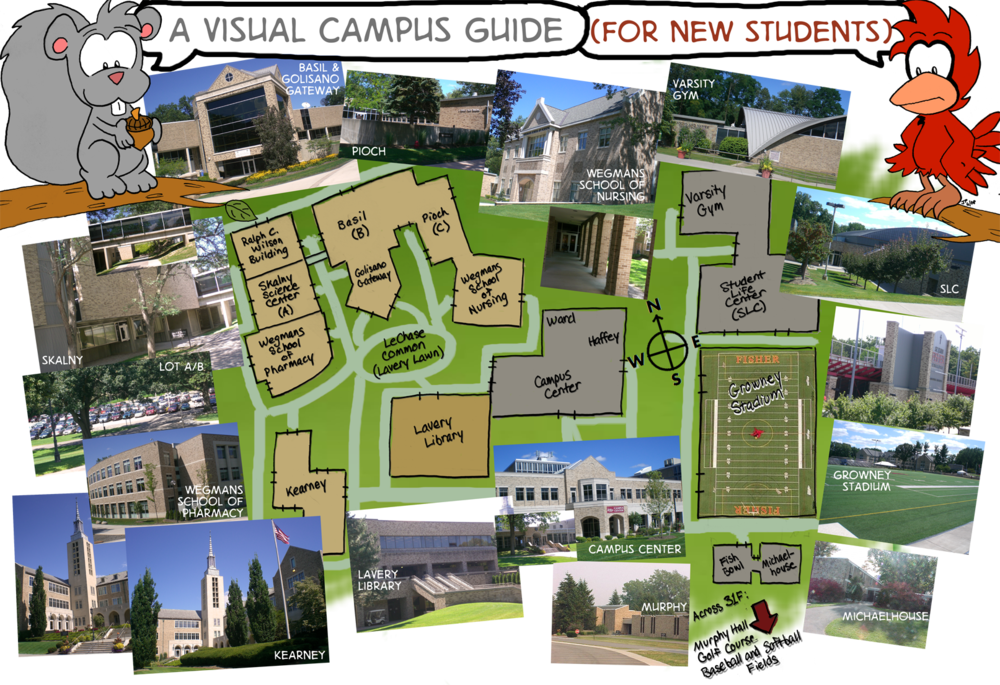 A VISUAL CAMPUS GUIDE
(FOR NEW STUDENTS)
BASIL &
GOLISANO
GATEWAY
PIOCH
WEGMANS
SCHOOL OF
NURSING
VARSITY
GYM
Ralph C.
Wilson
Building
Basil
(B)
Pioch
(C)
Varsity
Gym
Golisano
Gateway
Skalny
Science
Center
(A)
Wegmans
School
of
Nursing
Student
Life
Center
(SLC)
SLC
SKALNY
Wegmans
School
of
Pharmacy
LeChase
Common
(Lavery Lawn)
Ward
Haffey
Campus
Center
N
W
E
S
LOT A/B
FISHER
Growney
Stadium
FISHER
Lavery
Library
Kearney
WEGMANS
SCHOOL OF
PHARMACY
GROWNEY
STADIUM
CAMPUS CENTER
LAVERY
LIBRARY
KEARNEY
MURPHY
Fish
Bowl
Michael-
house
MICHAELHOUSE
Across 31F:
Murphy Hall
Golf Course
Baseball and Softball
Fields